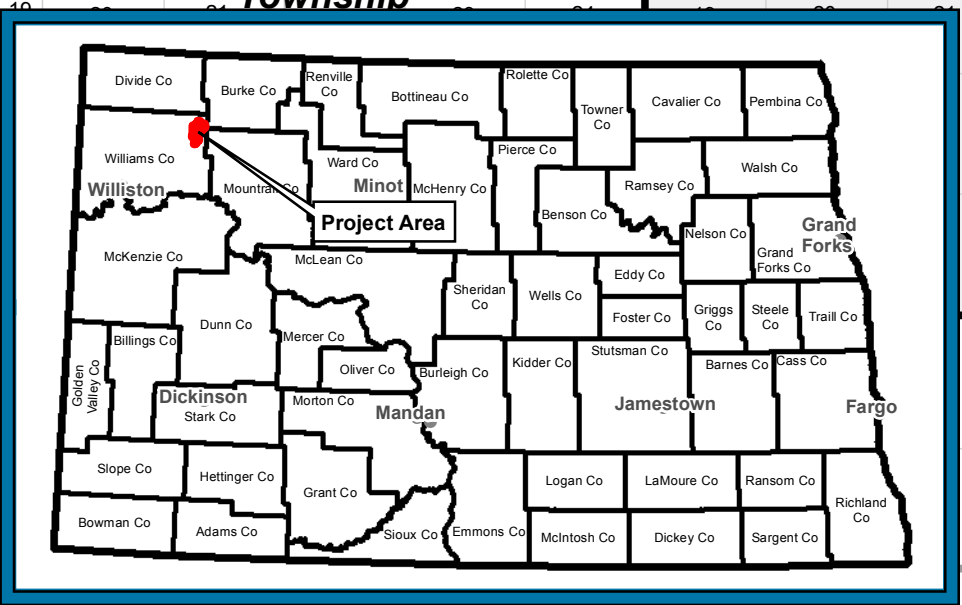 Township
Divide Co
Burke Co
Renville
Co
Bottineau Co
Rolette Co
Towner
Co
Cavalier Co
Pembina Co
Williams Co
Williston
Mountrail Co
Ward Co
Minot
McHenry Co
Pierce Co
Benson Co
Ramsey Co
Walsh Co
Nelson Co
Grand
Forks
Grand
Forks Co
Project Area
McKenzie Co
McLean Co
Sheridan
Co
Wells Co
Eddy Co
Foster Co
Griggs
Co
Steele
Co
Traill Co
Golden
Valley Co
Billings Co
Dunn Co
Mercer Co
Oliver Co
Burleigh Co
Kidder Co
Stutsman Co
Barnes Co
Cass Co
Dickinson
Stark Co
Morton Co
Mandan
Jamestown
Fargo
Slope Co
Hettinger Co
Grant Co
Logan Co
LaMoure Co
Ransom Co
Richland
Co
Bowman Co
Adams Co
Sioux Co
Emmons Co
McIntosh Co
Dickey Co
Sargent Co